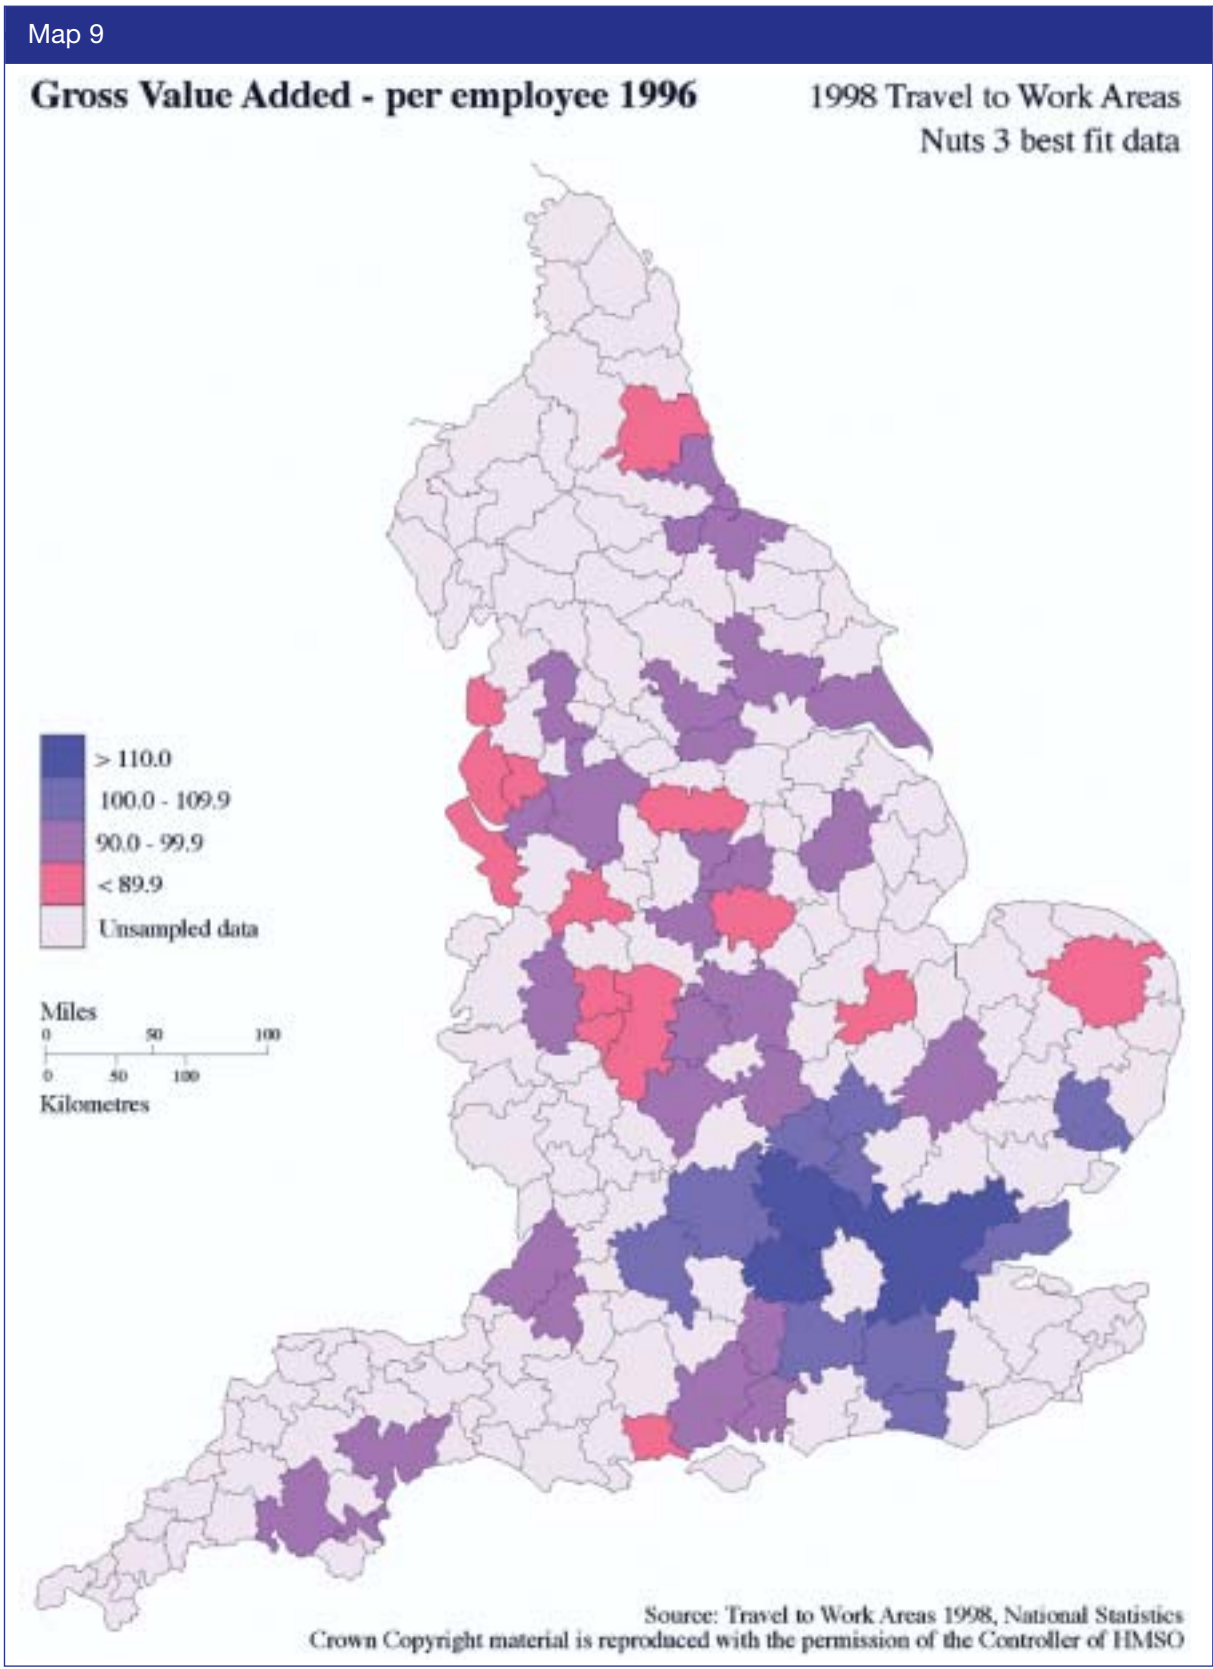 Map 9
Gross Value Added - per employee 1996
1998 Travel to Work Areas
Nuts 3 best fit data
> 110.0
100.0 - 109.9
90.0 - 99.9
< 89.9
Unsampled data
Miles
0 50 100
0 50 100
Kilometres
Source: Travel to Work Areas 1998, National Statistics
Crown Copyright material is reproduced with the permission of the Controller of HMSO